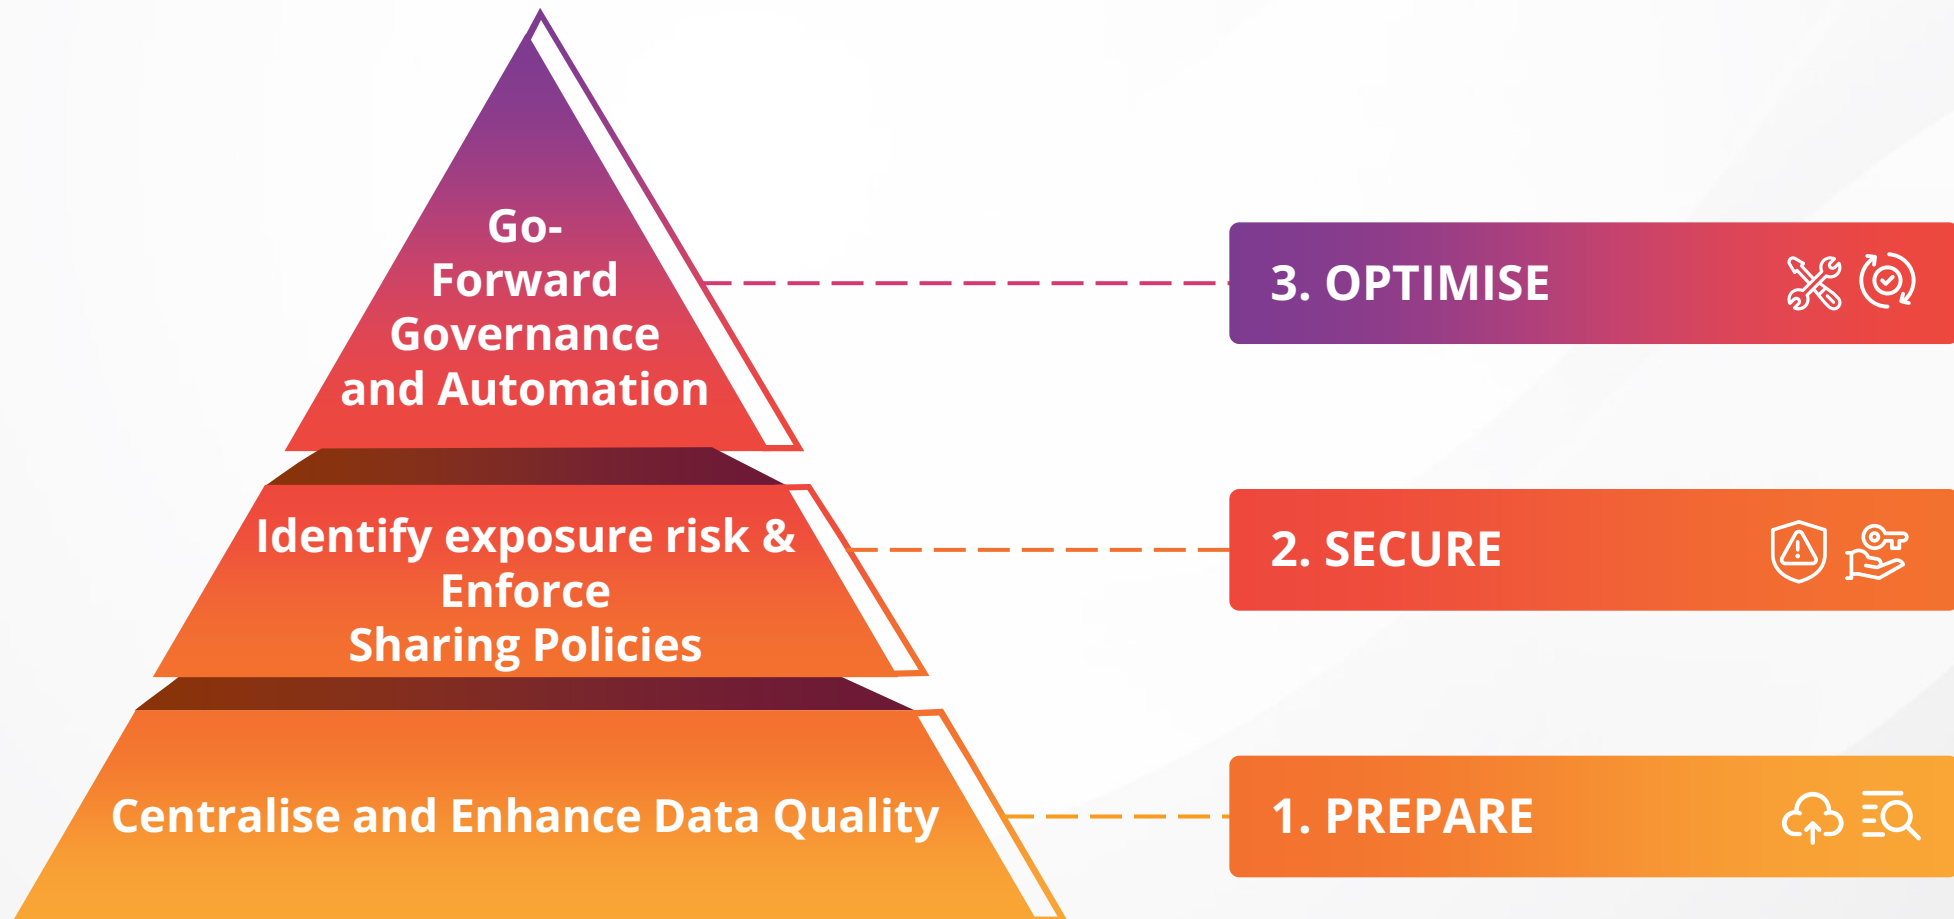 Go-
Forward
Governance
and Automation
3. OPTIMISE
Identify exposure risk &
Enforce
Sharing Policies
2. SECURE
Centralise and Enhance Data Quality
1. PREPARE